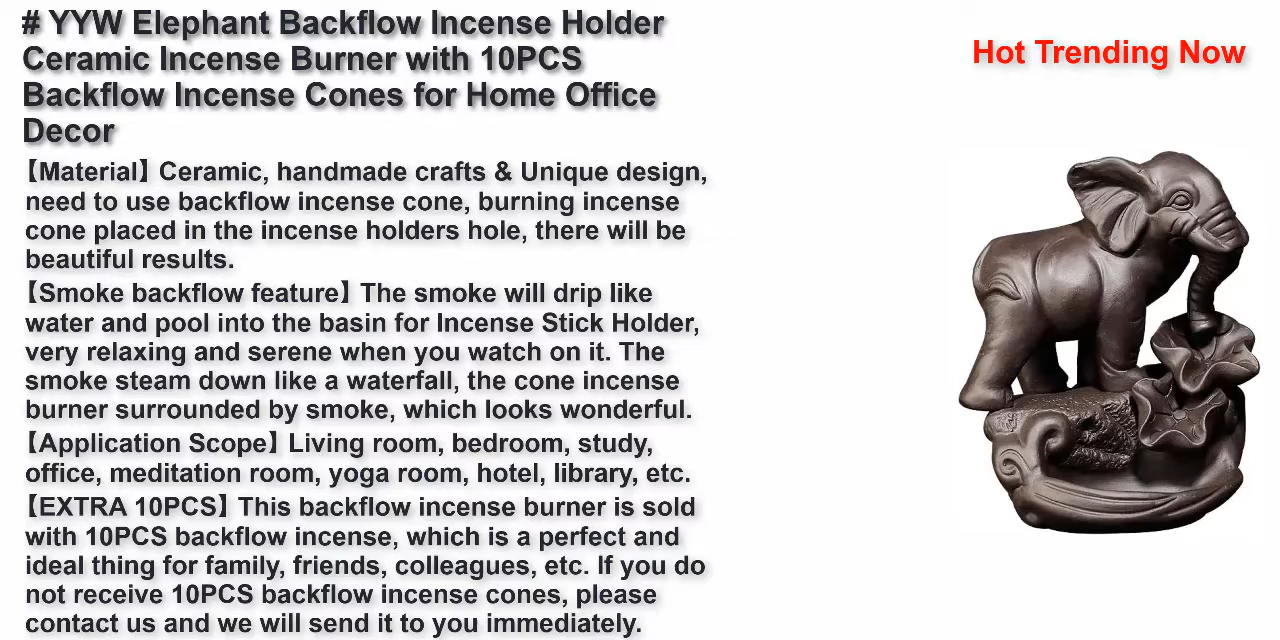 # YYW Elephant Backflow Incense Holder
Ceramic Incense Burner with 10PCS
Backflow Incense Cones for Home Office
Decor
Hot Trending Now
【Material】Ceramic, handmade crafts & Unique design,
need to use backflow incense cone, burning incense
cone placed in the incense holders hole, there will be
beautiful results.
【Smoke backflow feature】The smoke will drip like
water and pool into the basin for Incense Stick Holder,
very relaxing and serene when you watch on it. The
smoke steam down like a waterfall, the cone incense
burner surrounded by smoke, which looks wonderful.
【Application Scope】Living room, bedroom, study,
office, meditation room, yoga room, hotel, library, etc.
【EXTRA 10PCS】This backflow incense burner is sold
with 10PCS backflow incense, which is a perfect and
ideal thing for family, friends, colleagues, etc. If you do
not receive 10PCS backflow incense cones, please
contact us and we will send it to you immediately.